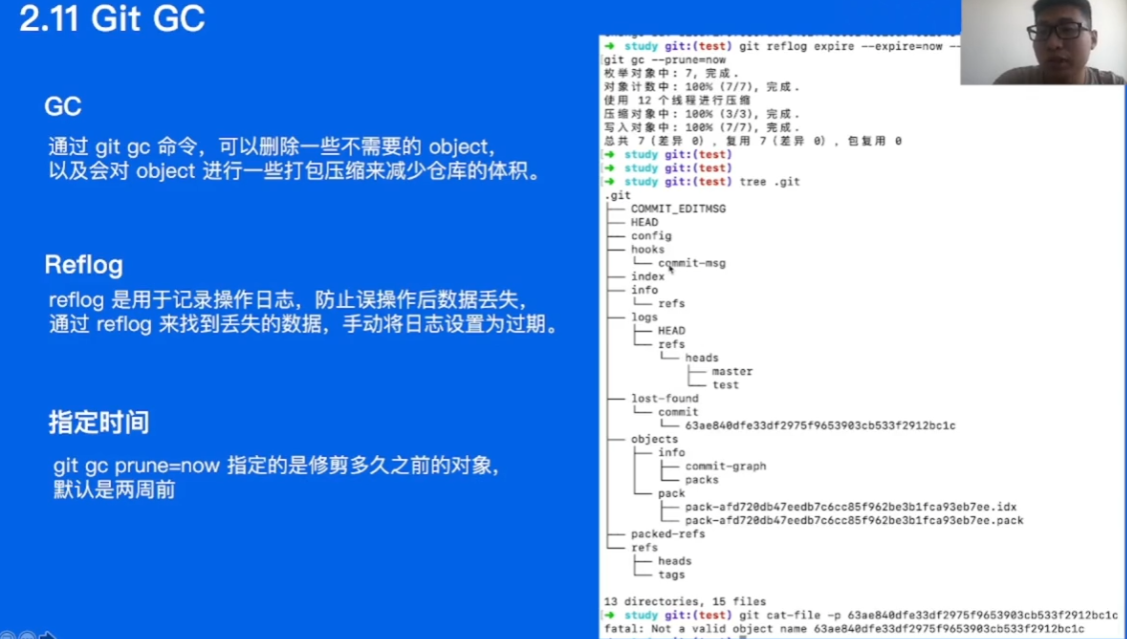 2.11 Git GC
GC
通过 git gc 命令，可以删除一些不需要的 object，
以及会对 object 进行一些打包压缩来减少仓库的体积。
Reflog
reflog 是用于记录操作日志，防止误操作后数据丢失，
通过 reflog 来找到丢失的数据，手动将日志设置为过期。
指定时间
git gc prune=now 指定的是修剪多久之前的对象，
默认是两周前
➜ study git:(test) git reflog expire --expire=now --
git gc --prune=now
枚举对象中: 7, 完成.
对象计数中: 100% (7/7), 完成.
使用 12 个线程进行压缩
压缩对象中: 100% (3/3), 完成.
写入对象中: 100% (7/7), 完成.
总共 7（差异 0），复用 7（差异 0），包复用 0
➜ study git:(test)
➜ study git:(test)
➜ study git:(test) tree .git
.git
├── COMMIT_EDITMSG
├── HEAD
├── config
├── hooks
│   └── commit-msg
├── index
├── info
│   └── refs
├── logs
│   ├── HEAD
│   └── refs
│       └── heads
│           ├── master
│           └── test
├── lost-found
│   └── commit
│       └── 63ae840dfe33df2975f9653903cb533f2912bc1c
├── objects
│   ├── info
│   │   ├── commit-graph
│   │   └── packs
│   └── pack
│       ├── pack-afd720db47eedb7c6cc85f962be3b1fca93eb7ee.idx
│       └── pack-afd720db47eedb7c6cc85f962be3b1fca93eb7ee.pack
├── packed-refs
└── refs
    ├── heads
    └── tags
13 directories, 15 files
➜ study git:(test) git cat-file -p 63ae840dfe33df2975f9653903cb533f2912bc1c
fatal: Not a valid object name 63ae840dfe33df2975f9653903cb533f2912bc1c